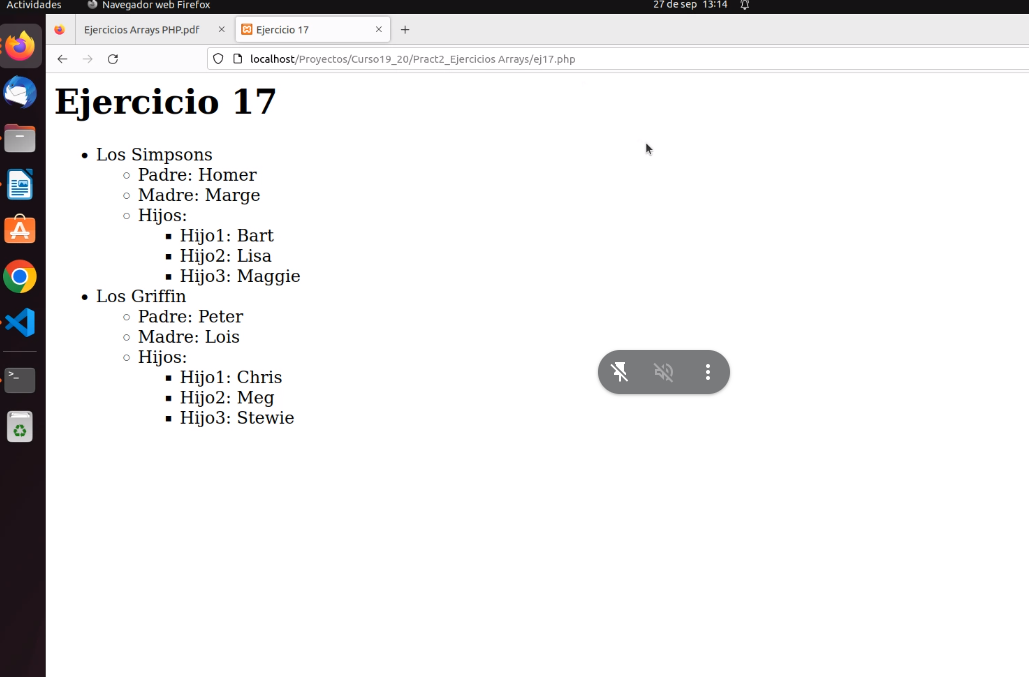 Actividades Navegador web Firefox 27 de sep 13:14
Ejercicios Arrays PHP.pdf Ejercicio 17
localhost/Proyectos/Curso19_20/Pract2_Ejercicios Arrays/ej17.php
Ejercicio 17
Los Simpsons
Padre: Homer
Madre: Marge
Hijos:
Hijo1: Bart
Hijo2: Lisa
Hijo3: Maggie
Los Griffin
Padre: Peter
Madre: Lois
Hijos:
Hijo1: Chris
Hijo2: Meg
Hijo3: Stewie